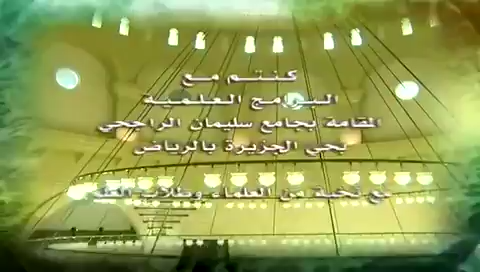 كنتم مع
البرامج العلمية
المقامة بجامع سليمان الراجحي
بحي الجزيرة بالرياض
مع نخبة من العلماء وطلاب العلم